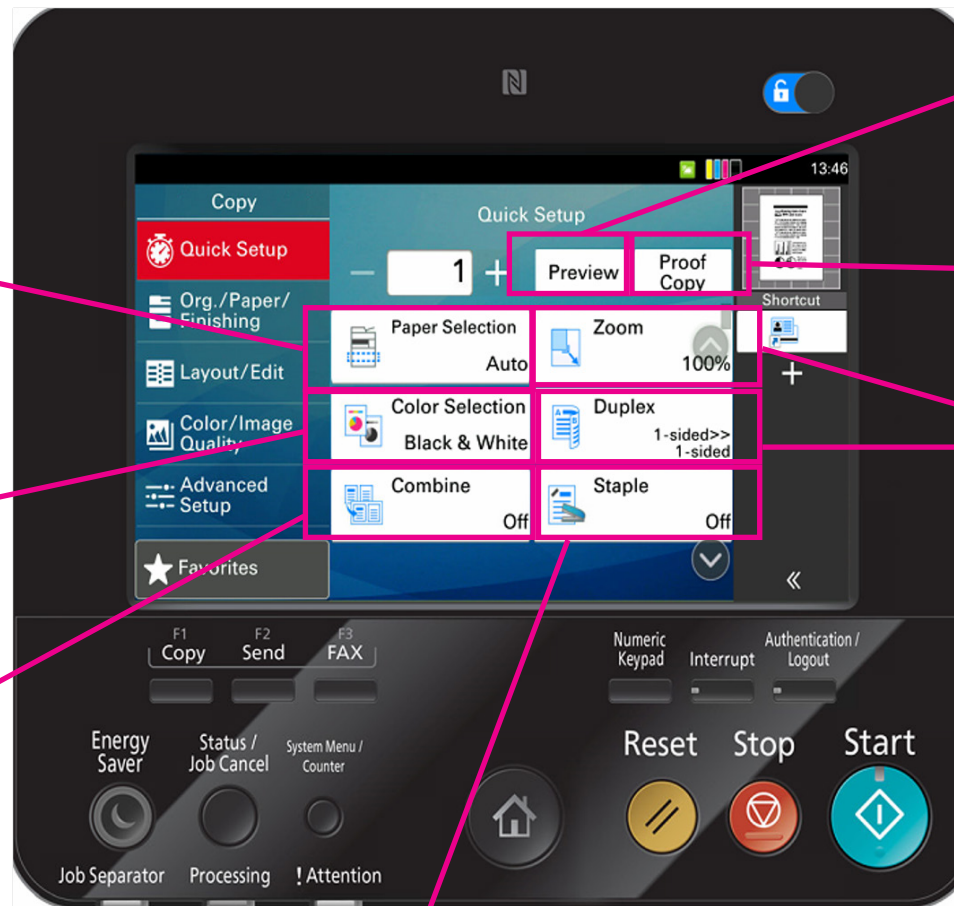 13:46
Copy
Quick Setup
Quick Setup
1
Preview
Proof
Copy
Org./Paper/
Finishing
Shortcut
Paper Selection
Auto
Zoom
100%
Layout/Edit
Color Selection
Black & White
Duplex
1-sided>>
1-sided
Color/Image
Quality
Advanced
Setup
Combine
Off
Staple
Off
Favorites
F1
Copy
F2
Send
F3
FAX
Numeric
Keypad
Interrupt
Authentication /
Logout
Energy
Saver
Status /
Job Cancel
System Menu /
Counter
Reset
Stop
Start
Job Separator
Processing
! Attention